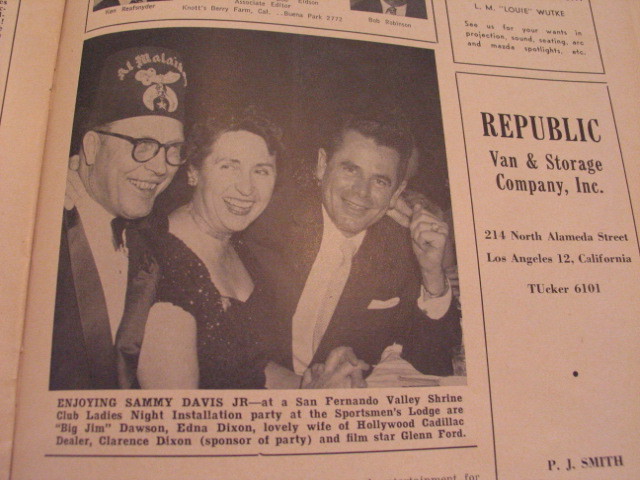 Ken Renfroyfer
Associate Editor
Knott's Berry Farm, Cal. ...Buena Park 2772
Bob Robinson
L. M. "LOUIE" WUTKE
See us for your wants in
projection, sound, seating, arc
and mazda spotlights, etc.
Al Malaikah
REPUBLIC
Van & Storage
Company, Inc.
214 North Alameda Street
Los Angeles 12, California
TUcker 6101
P. J. SMITH
ENJOYING SAMMY DAVIS JR—at a San Fernando Valley Shrine
Club Ladies Night Installation party at the Sportsmen's Lodge are
"Big Jim" Dawson, Edna Dixon, lovely wife of Hollywood Cadillac
Dealer, Clarence Dixon (sponsor of party) and film star Glenn Ford.